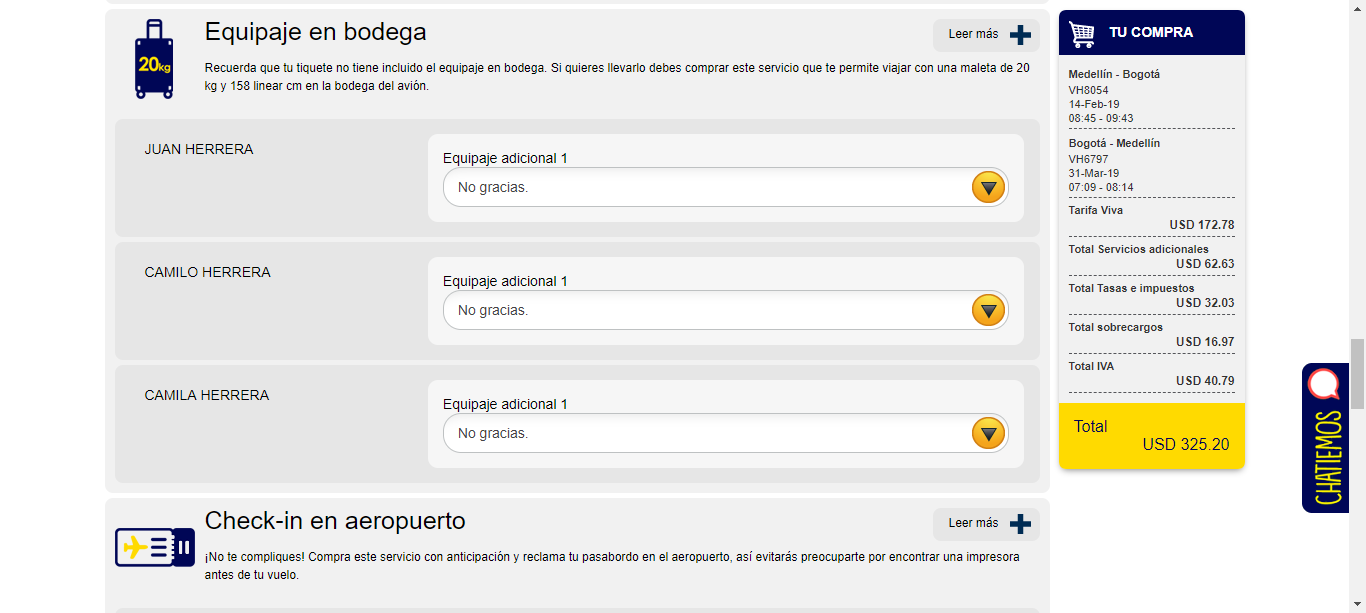 Equipaje en bodega
Leer más
20kg
Recuerda que tu tiquete no tiene incluido el equipaje en bodega. Si quieres llevarlo debes comprar este servicio que te permite viajar con una maleta de 20
kg y 158 linear cm en la bodega del avión.
JUAN HERRERA
Equipaje adicional 1
No gracias.
CAMILO HERRERA
Equipaje adicional 1
No gracias.
CAMILA HERRERA
Equipaje adicional 1
No gracias.
Check-in en aeropuerto
Leer más
¡No te compliques! Compra este servicio con anticipación y reclama tu pasabordo en el aeropuerto, así evitarás preocuparte por encontrar una impresora
antes de tu vuelo.
TU COMPRA
Medellín - Bogotá
VH8054
14-Feb-19
08:45 - 09:43
Bogotá - Medellín
VH6797
31-Mar-19
07:09 - 08:14
Tarifa Viva
USD 172.78
Total Servicios adicionales
USD 62.63
Total Tasas e impuestos
USD 32.03
Total sobrecargos
USD 16.97
Total IVA
USD 40.79
Total
USD 325.20
CHATIEMOS